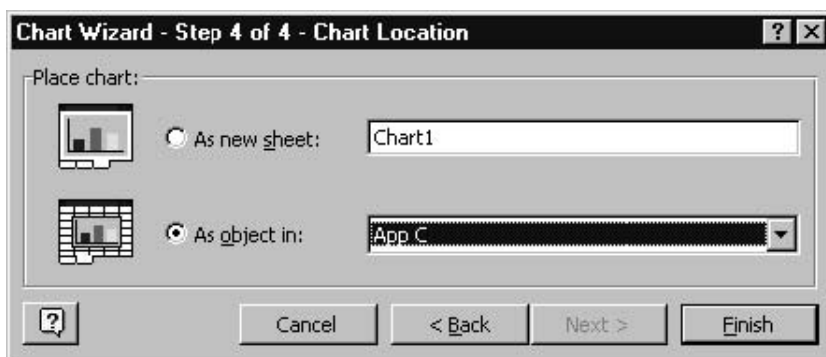 Chart Wizard - Step 4 of 4 - Chart Location
Place chart:
As new sheet: Chart1
As object in: App C
Cancel < Back Next > Finish